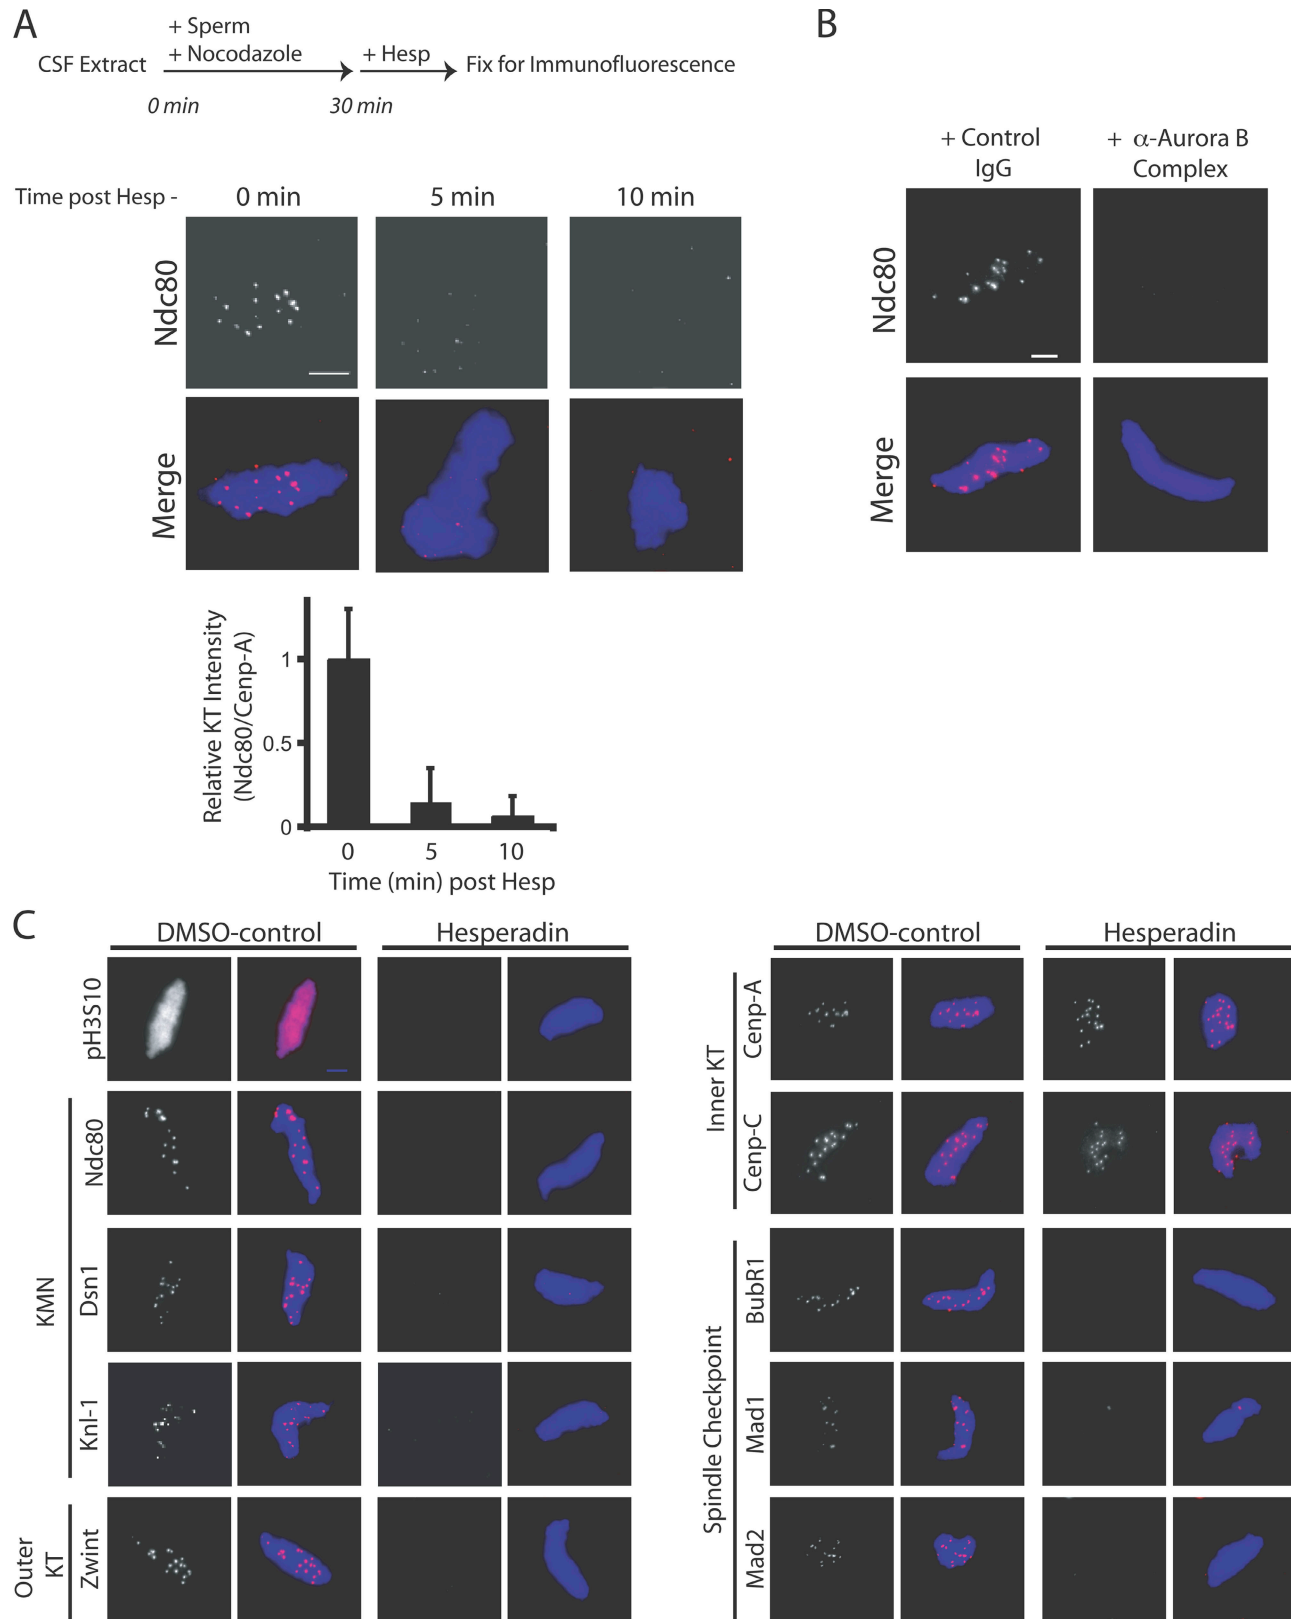 A
+ Sperm
+ Nocodazole
CSF Extract
+ Hesp
Fix for Immunofluorescence
0 min
30 min
Time post Hesp -
0 min
5 min
10 min
Ndc80
Merge
Relative KT Intensity
(Ndc80/Cenp-A)
1
0.5
0
0
5
10
Time (min) post Hesp
B
+ Control
IgG
+ α-Aurora B
Complex
Ndc80
Merge
C
DMSO-control
Hesperadin
pH3S10
KMN
Ndc80
Dsn1
Knl-1
Outer
KT
Zwint
DMSO-control
Hesperadin
Inner KT
Cenp-A
Cenp-C
Spindle Checkpoint
BubR1
Mad1
Mad2